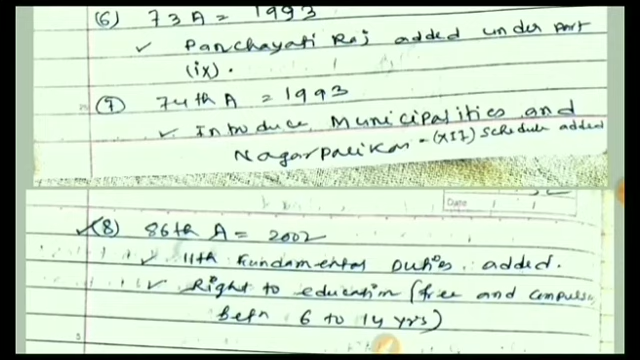 (6) 73 A = 1993
✓ Panchayati Raj added under part
(ix).
(7) 74th A = 1993
✓ Introduce Municipalities and
Nagarpalikas - (XII) Schedule added
Date
✓(8) 86th A = 2002
✓ 11th Fundamental Duties added.
✓ Right to education (free and compulso
betn 6 to 14 yrs)